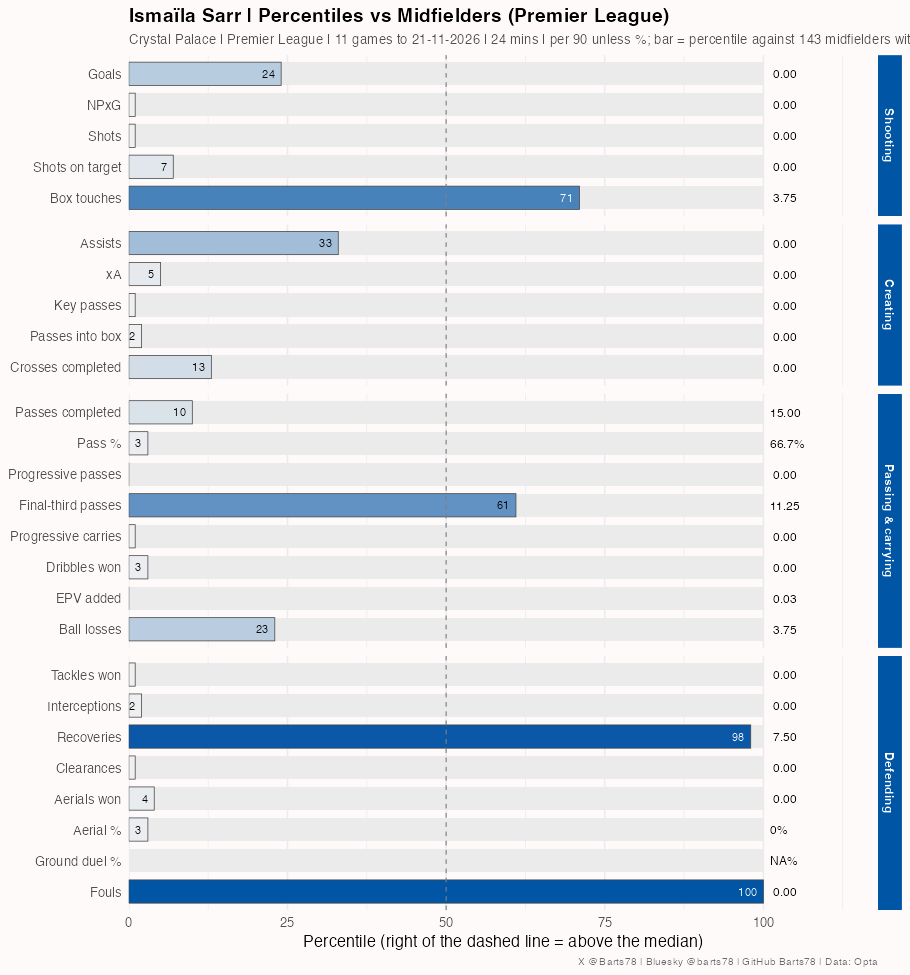 Ismaïla Sarr | Percentiles vs Midfielders (Premier League)
Crystal Palace | Premier League | 11 games to 21-11-2026 | 24 mins | per 90 unless %; bar = percentile against 143 midfielders wit
Shooting
Goals 24 0.00
NPxG 0.00
Shots 0.00
Shots on target 7 0.00
Box touches 71 3.75
Creating
Assists 33 0.00
xA 5 0.00
Key passes 0.00
Passes into box 2 0.00
Crosses completed 13 0.00
Passing & carrying
Passes completed 10 15.00
Pass % 3 66.7%
Progressive passes 0.00
Final-third passes 61 11.25
Progressive carries 0.00
Dribbles won 3 0.00
EPV added 0.03
Ball losses 23 3.75
Defending
Tackles won 0.00
Interceptions 2 0.00
Recoveries 98 7.50
Clearances 0.00
Aerials won 4 0.00
Aerial % 3 0%
Ground duel % NA%
Fouls 100 0.00
0 25 50 75 100
Percentile (right of the dashed line = above the median)
X @Barts78 | Bluesky @barts78 | GitHub Barts78 | Data: Opta